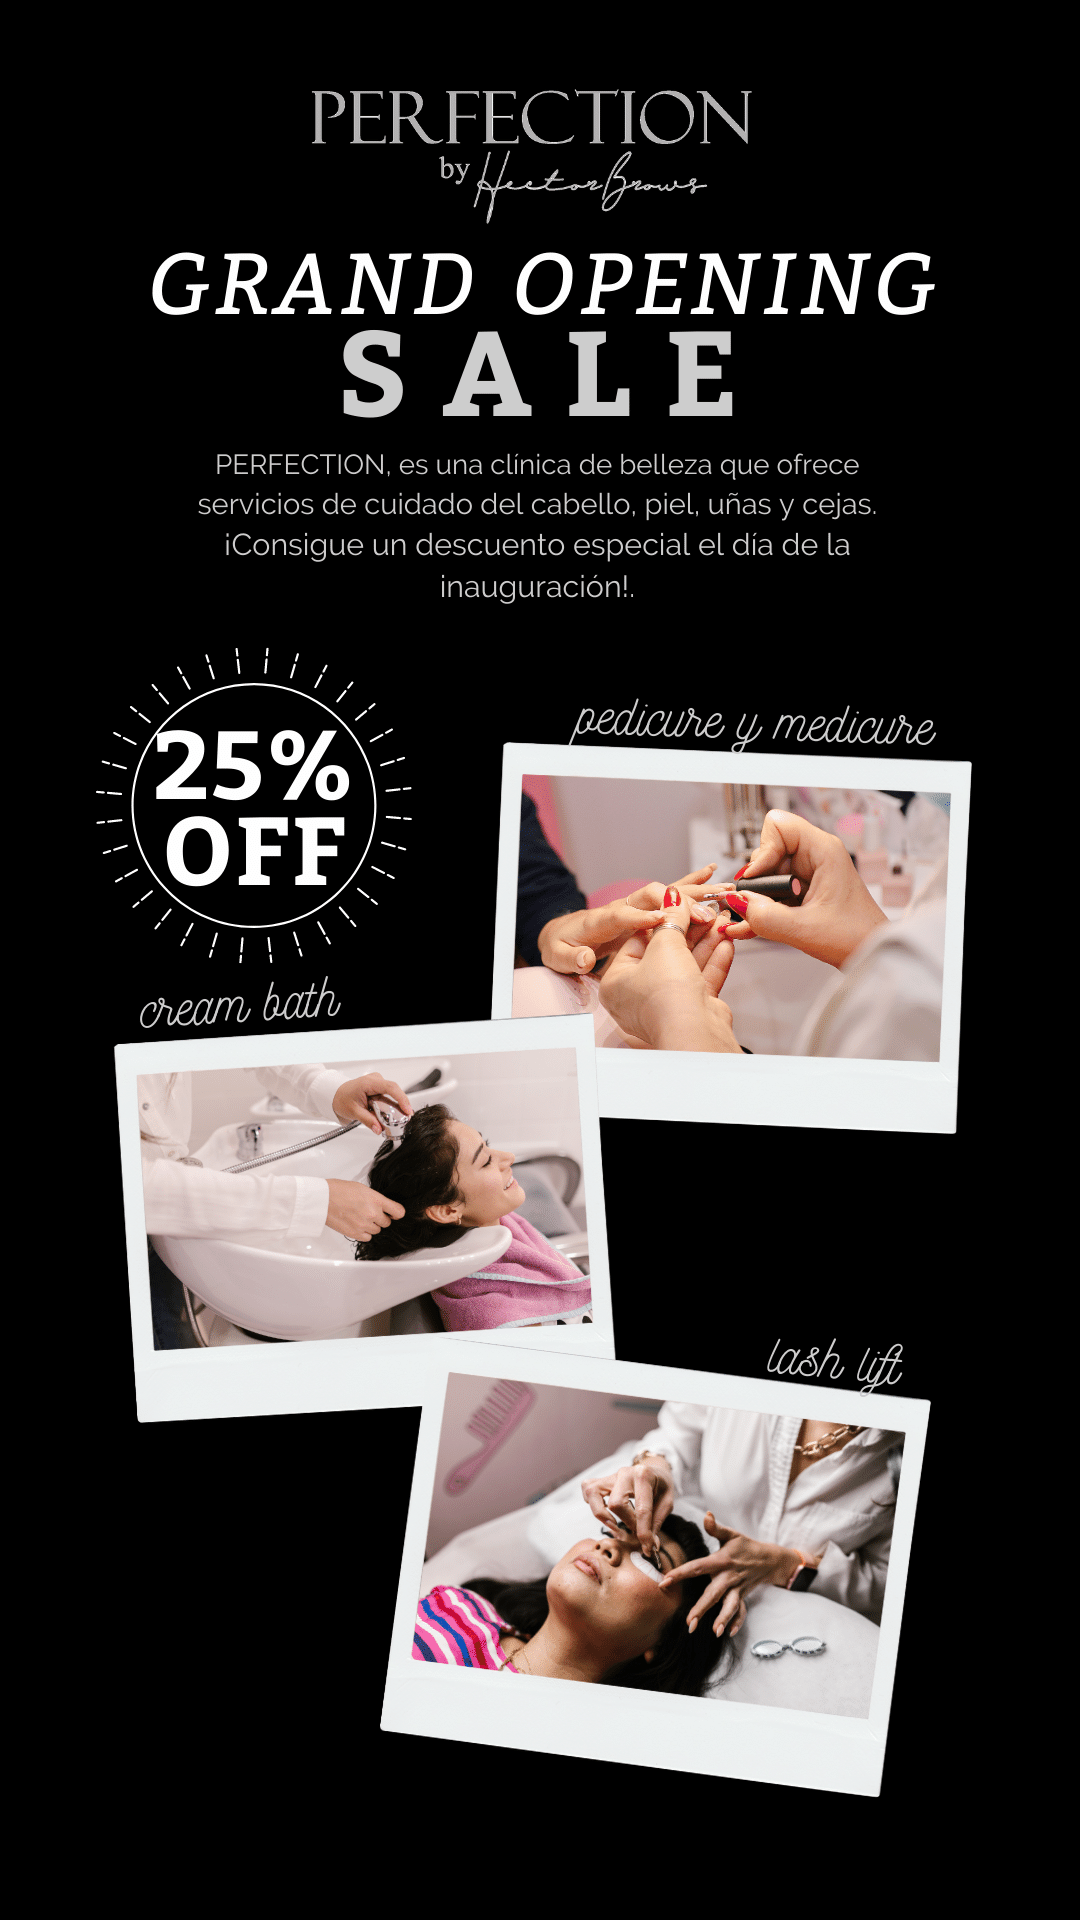 PERFECTION
by HectorBrows
GRAND OPENING
SALE
PERFECTION, es una clínica de belleza que ofrece
servicios de cuidado del cabello, piel, uñas y cejas.
¡Consigue un descuento especial el día de la
inauguración!.
25%
OFF
pedicure y medicure
cream bath
lash lift